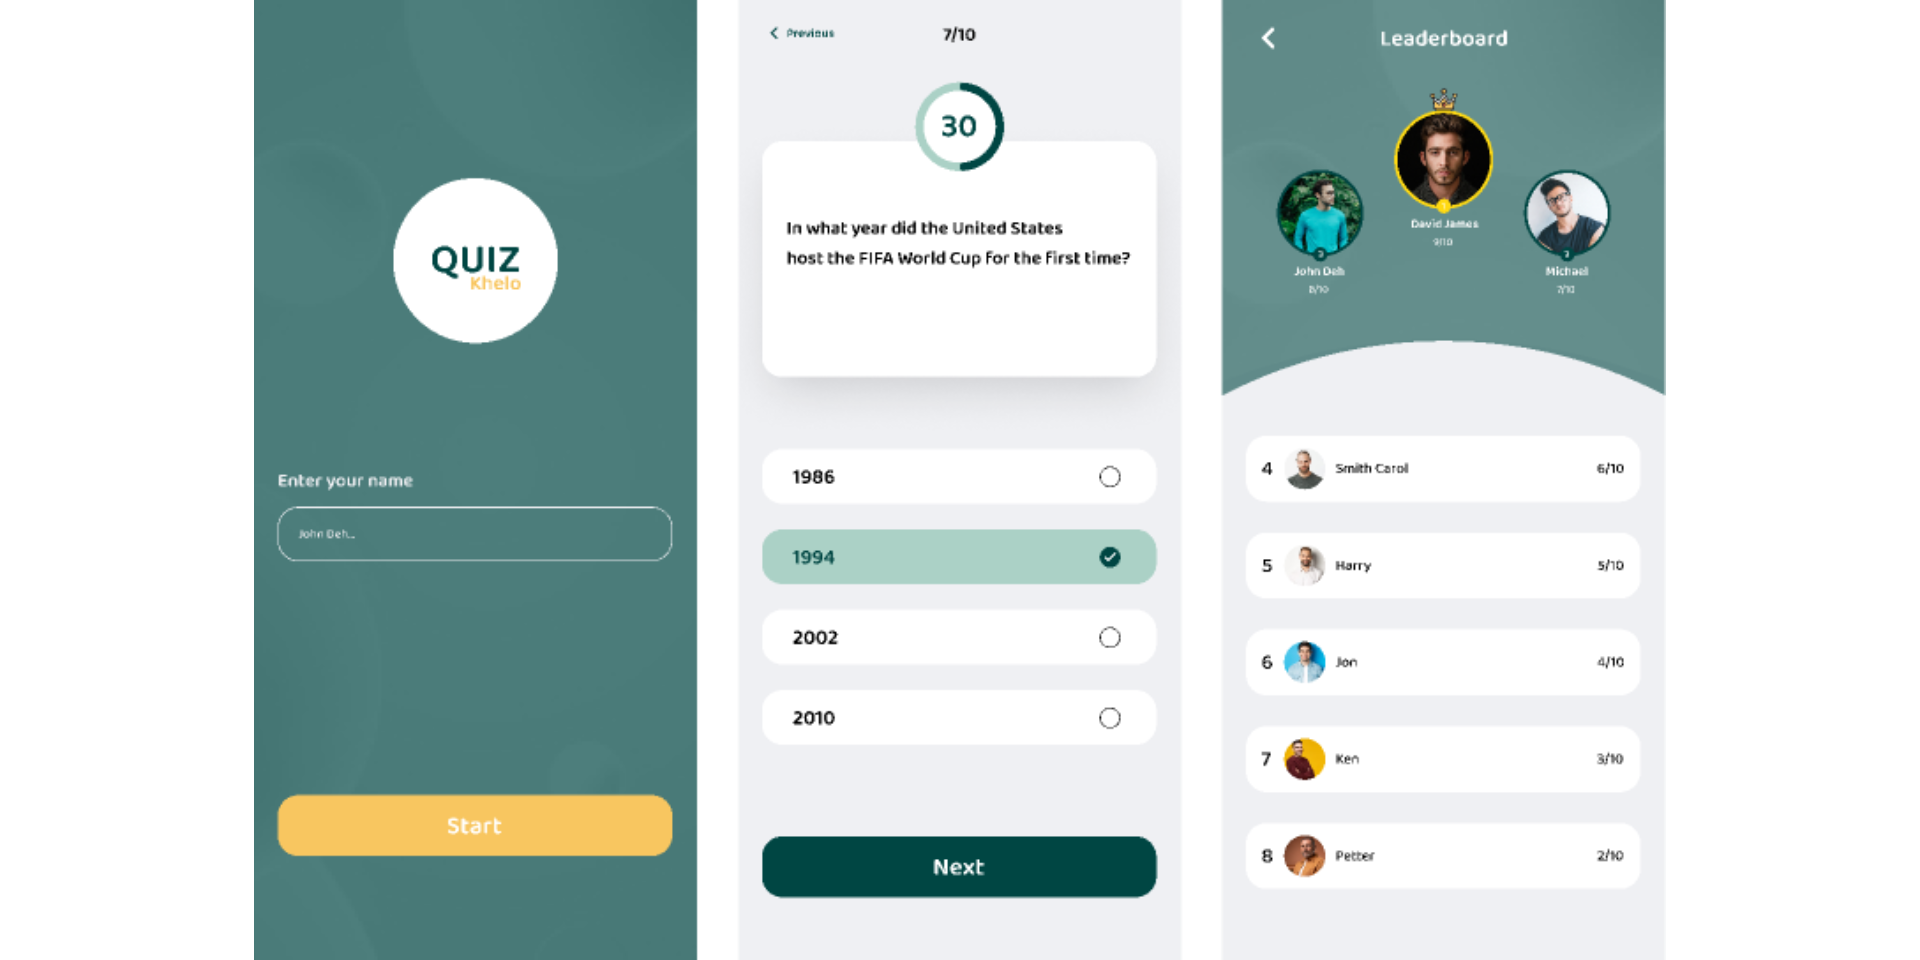 QUIZ
Khelo
Enter your name
John Deh...
Start
Previous
7/10
30
In what year did the United States
host the FIFA World Cup for the first time?
1986
1994
2002
2010
Next
Leaderboard
David James
9/10
John Deh
8/10
Michael
7/10
4 Smith Carol 6/10
5 Harry 5/10
6 Jon 4/10
7 Ken 3/10
8 Petter 2/10